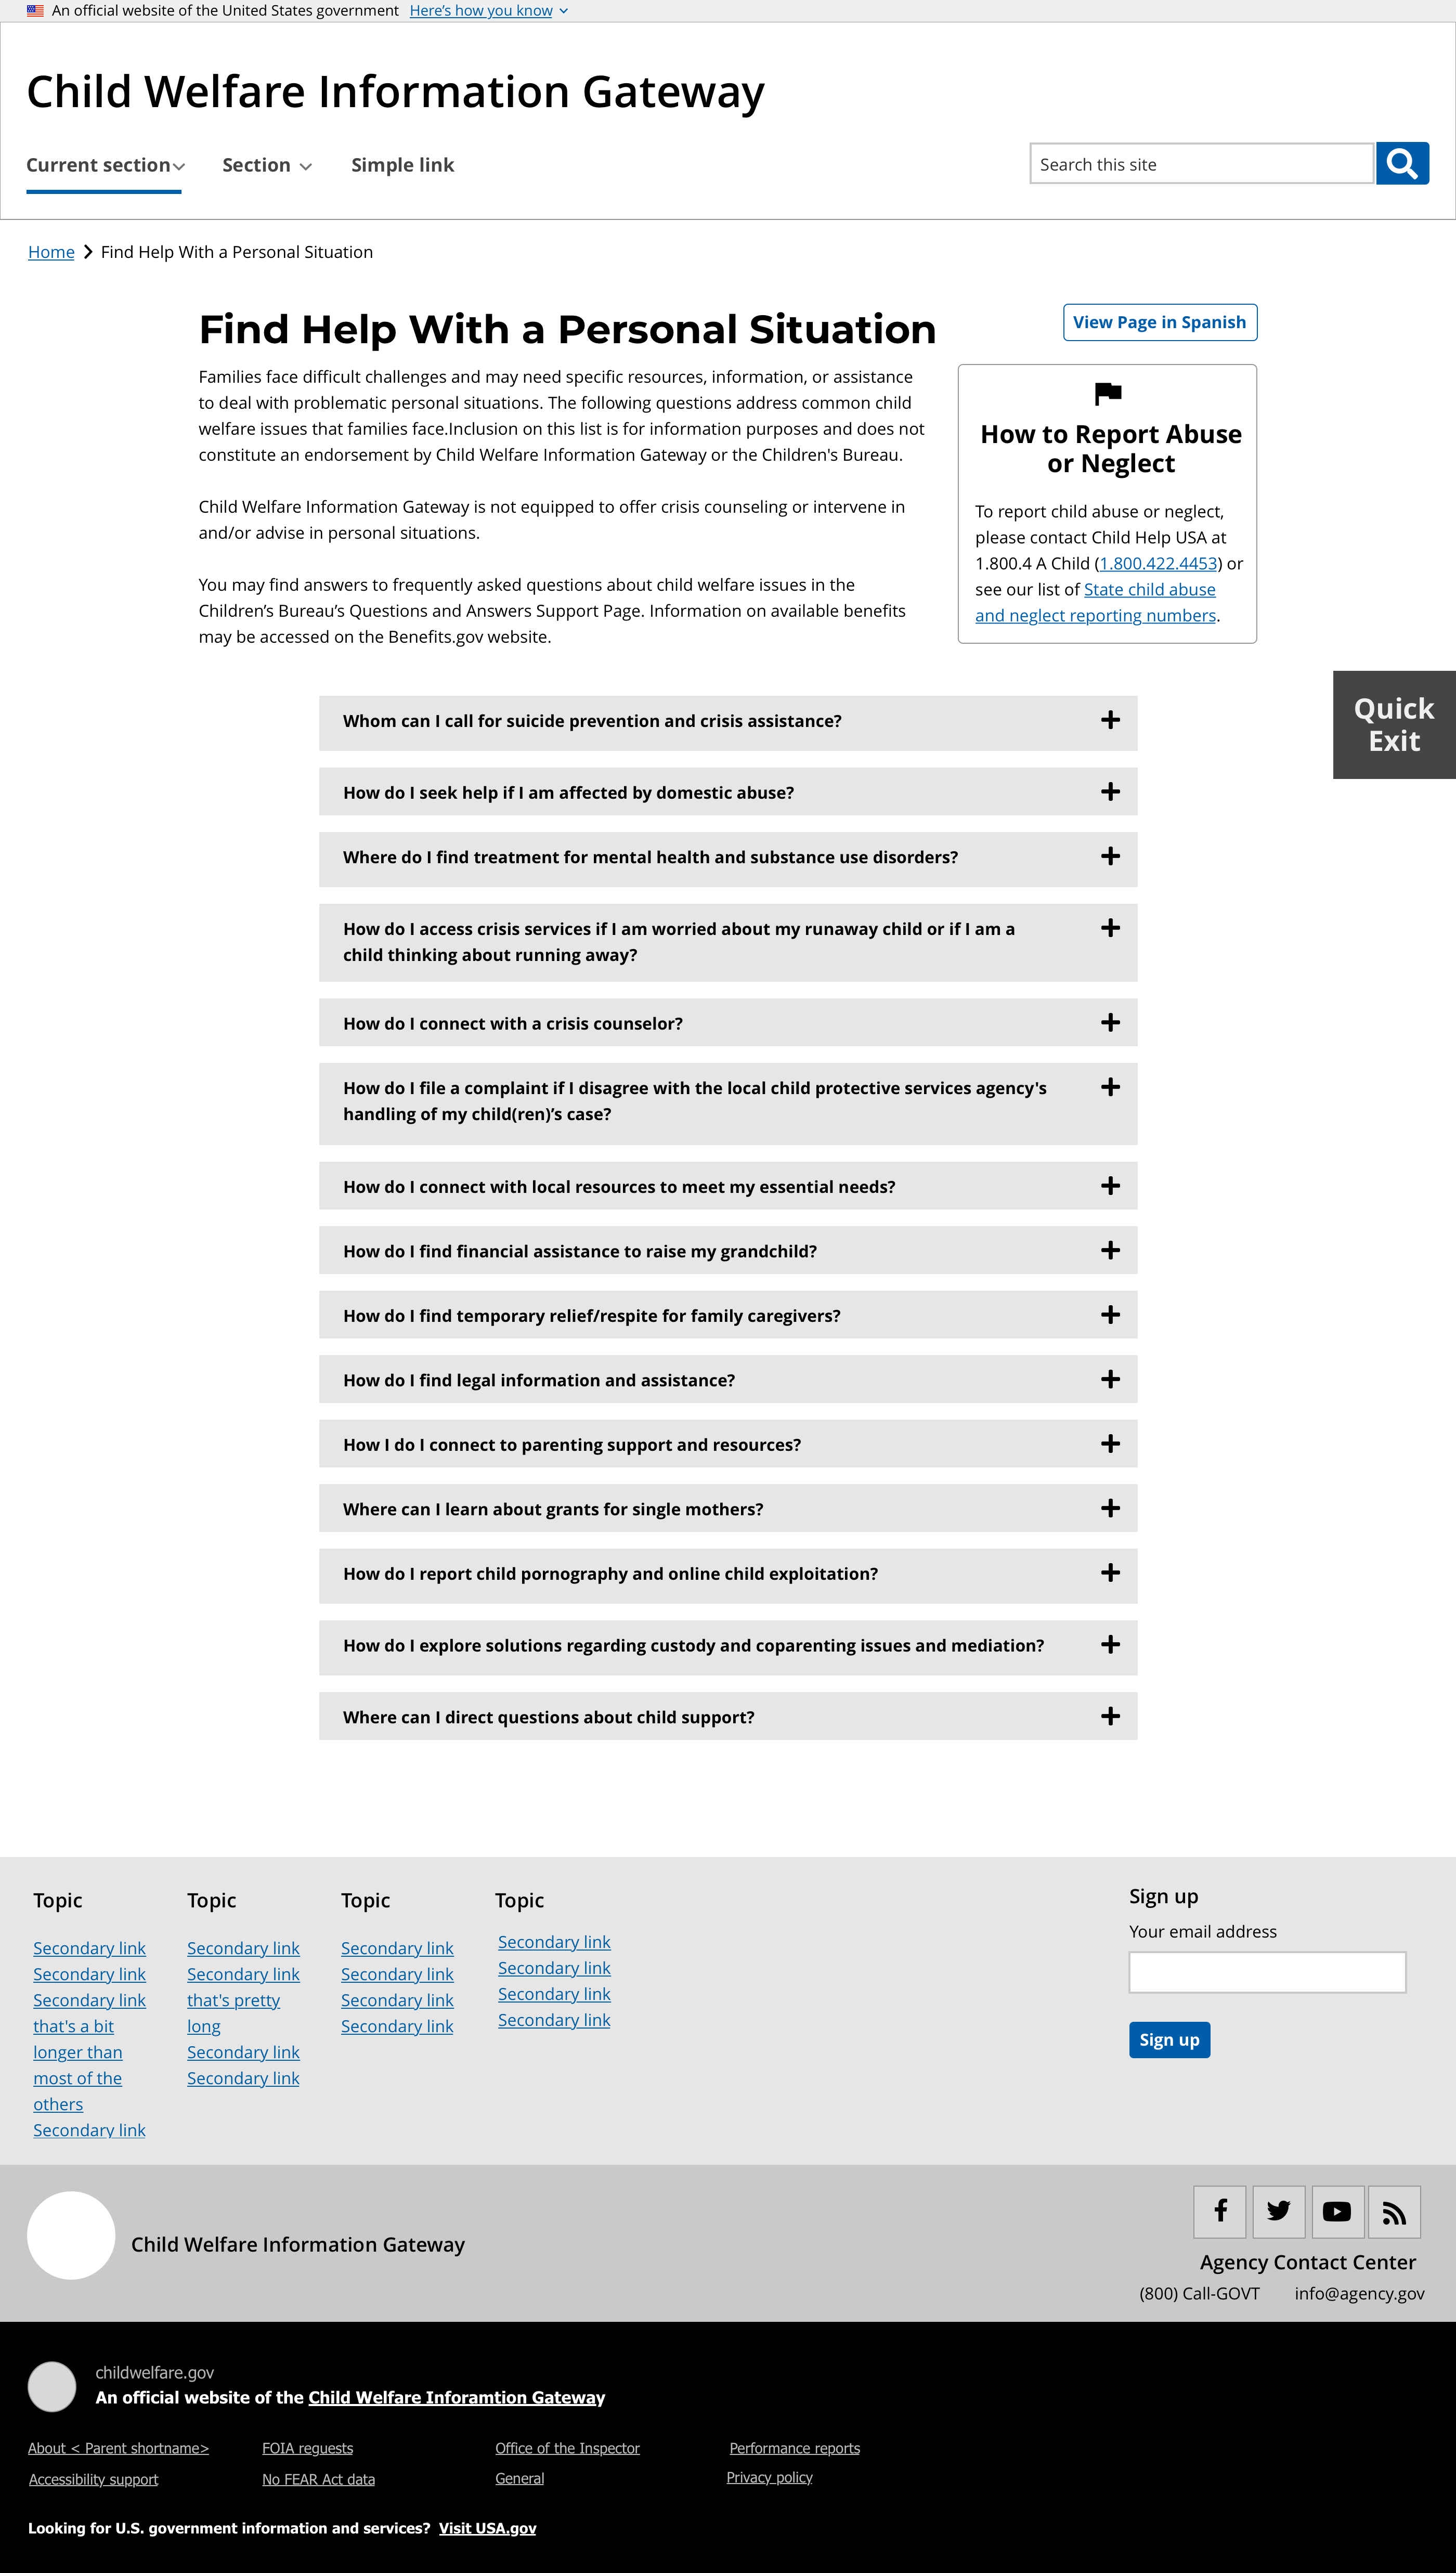 An official website of the United States government Here's how you know
Child Welfare Information Gateway
Current section Section Simple link
Search this site
Home Find Help With a Personal Situation
Find Help With a Personal Situation
View Page in Spanish
Families face difficult challenges and may need specific resources, information, or assistance
to deal with problematic personal situations. The following questions address common child
welfare issues that families face.Inclusion on this list is for information purposes and does not
constitute an endorsement by Child Welfare Information Gateway or the Children's Bureau.
Child Welfare Information Gateway is not equipped to offer crisis counseling or intervene in
and/or advise in personal situations.
You may find answers to frequently asked questions about child welfare issues in the
Children’s Bureau’s Questions and Answers Support Page. Information on available benefits
may be accessed on the Benefits.gov website.
How to Report Abuse
or Neglect
To report child abuse or neglect,
please contact Child Help USA at
1.800.4 A Child (1.800.422.4453) or
see our list of State child abuse
and neglect reporting numbers.
Quick
Exit
Whom can I call for suicide prevention and crisis assistance?
How do I seek help if I am affected by domestic abuse?
Where do I find treatment for mental health and substance use disorders?
How do I access crisis services if I am worried about my runaway child or if I am a
child thinking about running away?
How do I connect with a crisis counselor?
How do I file a complaint if I disagree with the local child protective services agency's
handling of my child(ren)’s case?
How do I connect with local resources to meet my essential needs?
How do I find financial assistance to raise my grandchild?
How do I find temporary relief/respite for family caregivers?
How do I find legal information and assistance?
How I do I connect to parenting support and resources?
Where can I learn about grants for single mothers?
How do I report child pornography and online child exploitation?
How do I explore solutions regarding custody and coparenting issues and mediation?
Where can I direct questions about child support?
Topic
Secondary link
Secondary link
Secondary link
that's a bit
longer than
most of the
others
Secondary link
Topic
Secondary link
Secondary link
that's pretty
long
Secondary link
Secondary link
Topic
Secondary link
Secondary link
Secondary link
Secondary link
Topic
Secondary link
Secondary link
Secondary link
Secondary link
Sign up
Your email address
Sign up
Child Welfare Information Gateway
Agency Contact Center
(800) Call-GOVT info@agency.gov
childwelfare.gov
An official website of the Child Welfare Inforamtion Gateway
About < Parent shortname> FOIA requests Office of the Inspector Performance reports
Accessibility support No FEAR Act data General Privacy policy
Looking for U.S. government information and services? Visit USA.gov